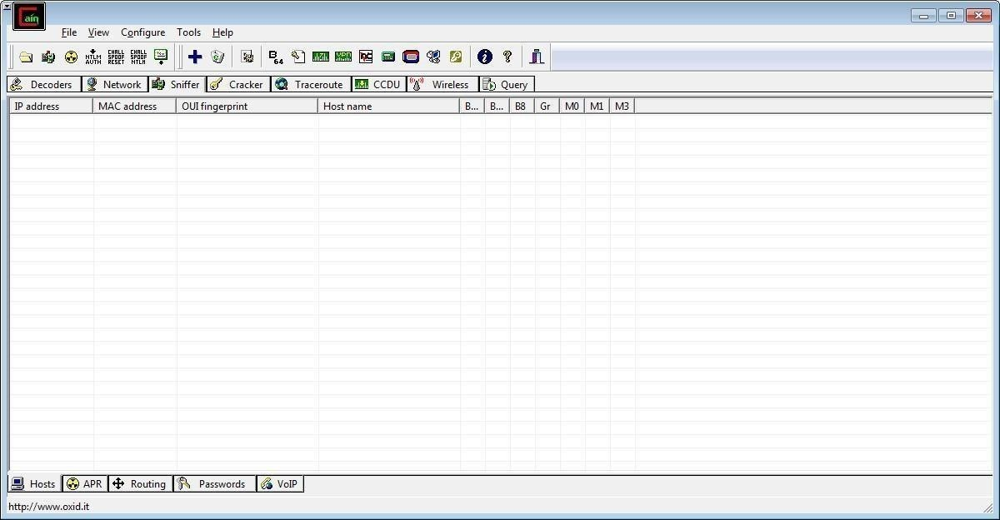 Cain
File View Configure Tools Help
NTLM AUTH CHALL SPOOF RESET CHALL SPOOF NTLM B64 VPN
Decoders Network Sniffer Cracker Traceroute CCDU Wireless Query
IP address MAC address OUI fingerprint Host name B... B... B8 Gr M0 M1 M3
Hosts APR Routing Passwords VoIP
http://www.oxid.it